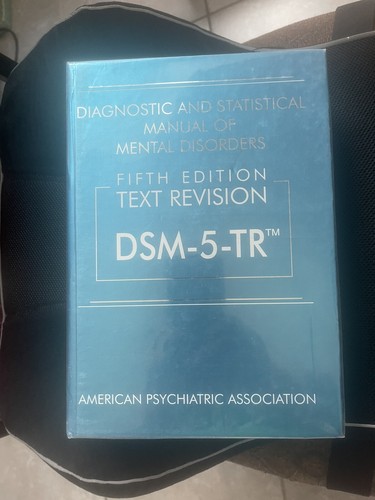 DIAGNOSTIC AND STATISTICAL
MANUAL OF
MENTAL DISORDERS
FIFTH EDITION
TEXT REVISION
DSM-5-TR™
AMERICAN PSYCHIATRIC ASSOCIATION